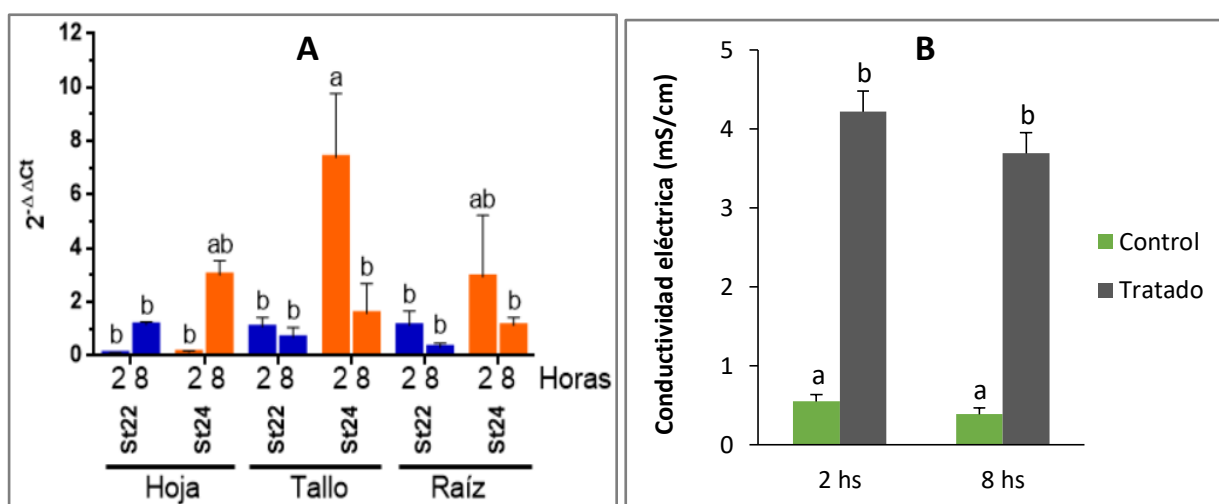 A
2^-ΔΔCt
12
10
8
6
4
2
0
b b b ab b b a b b b ab b
2 8 2 8 2 8 2 8 2 8 2 8 Horas
st22 st24 st22 st24 st22 st24
Hoja Tallo Raíz
B
Conductividad eléctrica (mS/cm)
5
4
3
2
1
0
a b a b
2 hs 8 hs
Control
Tratado